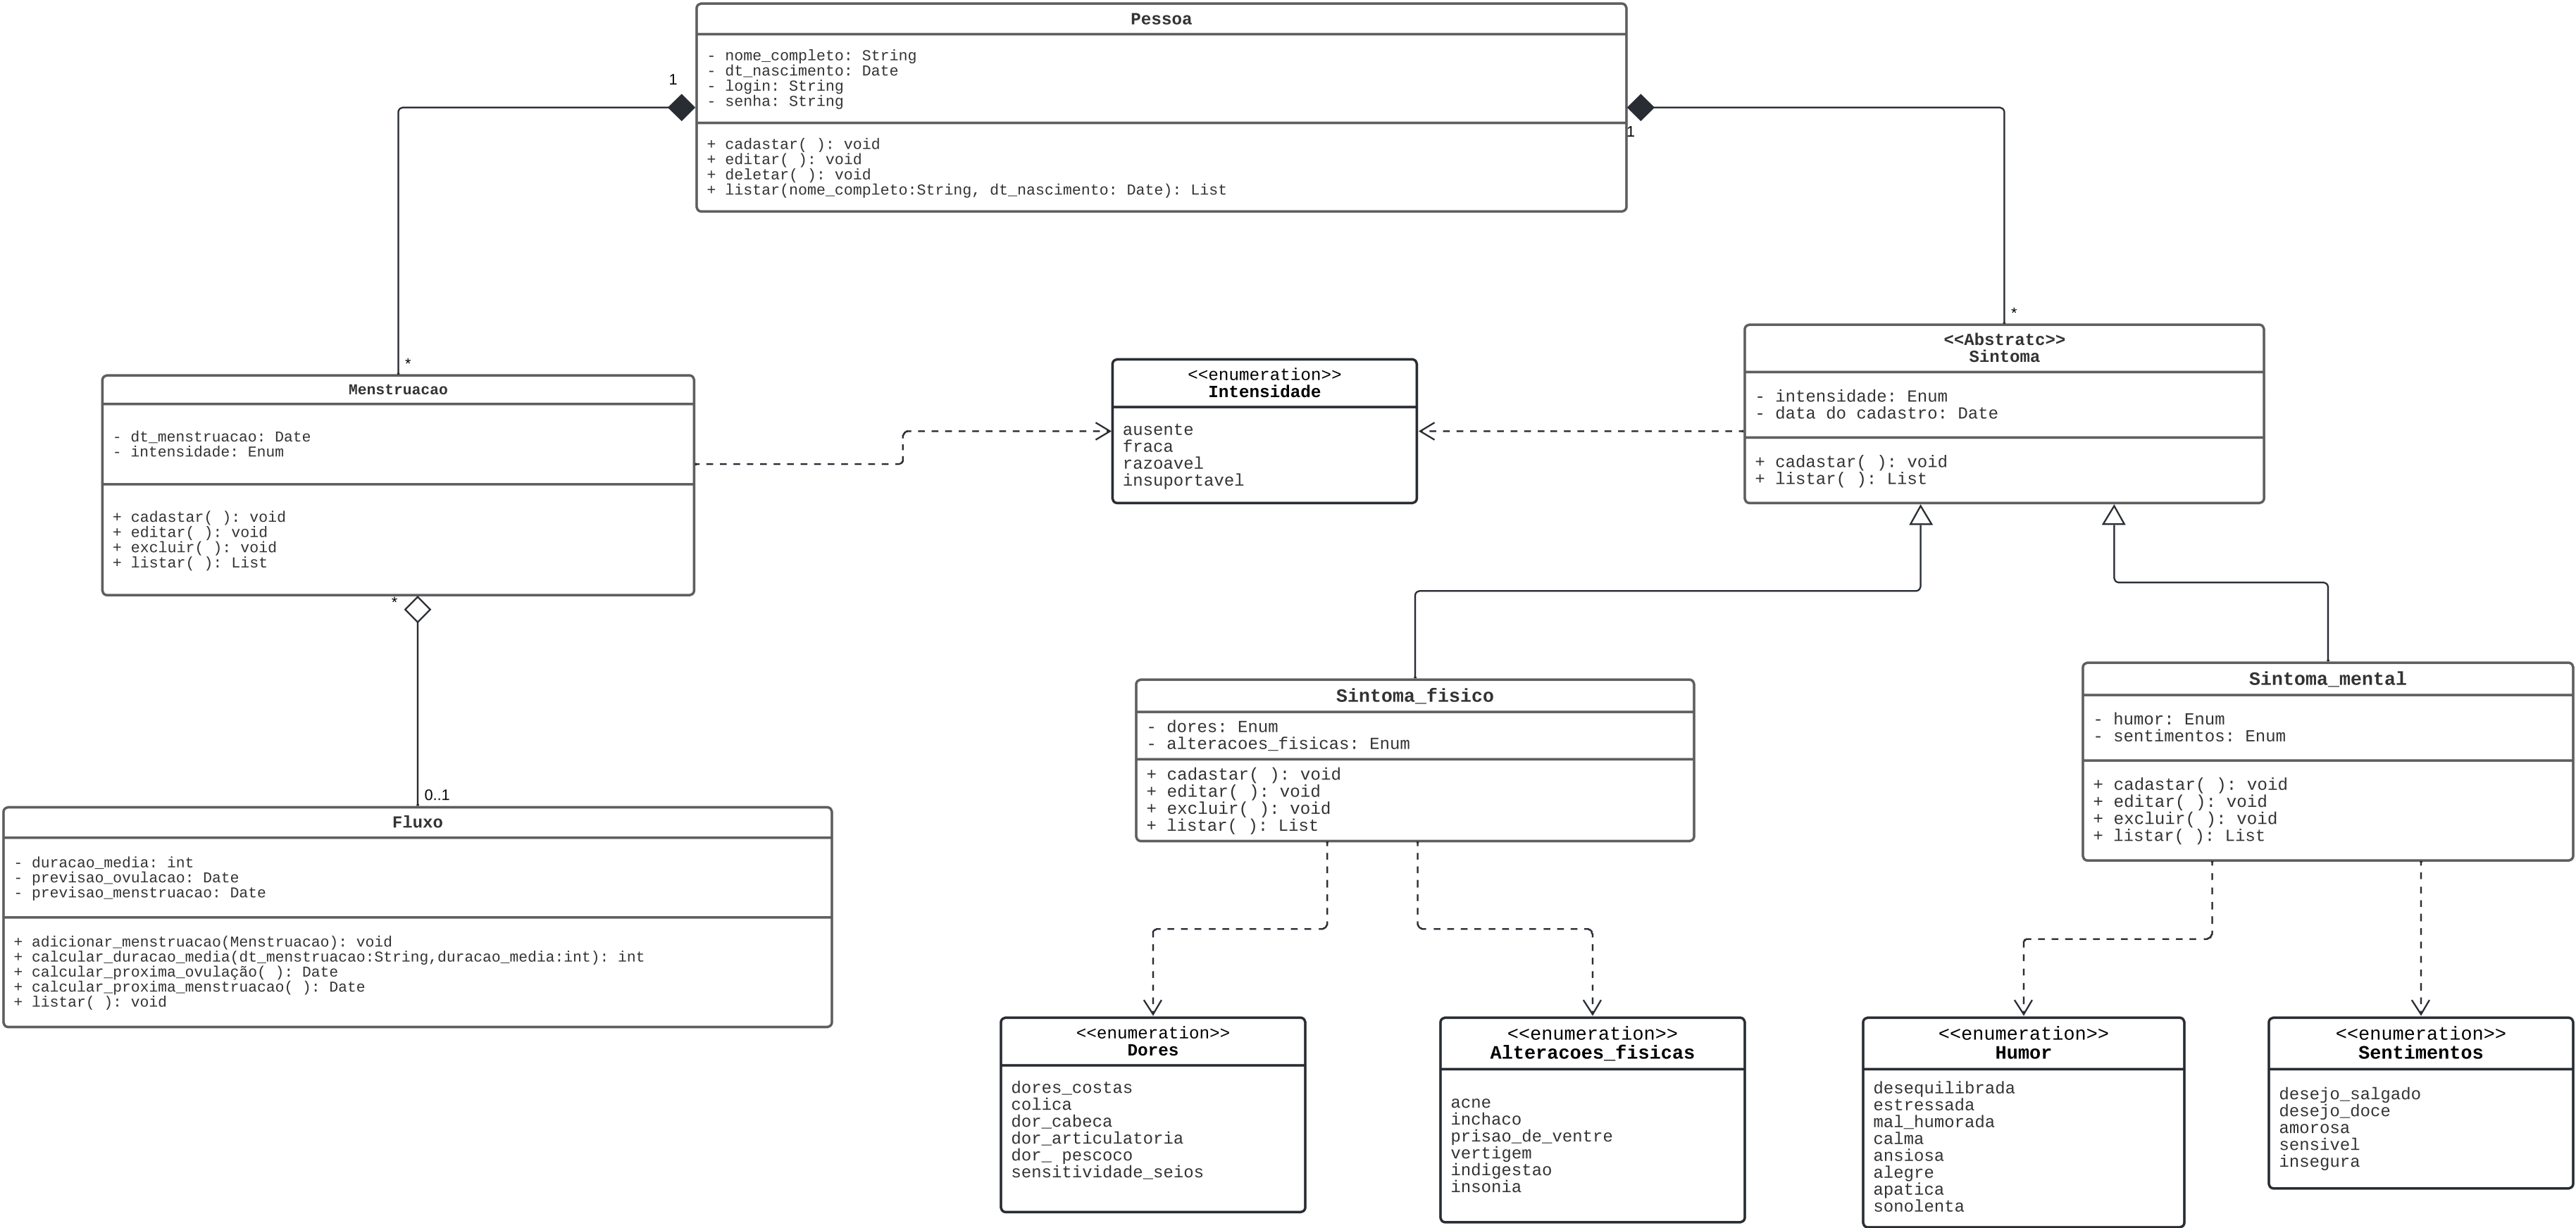 Pessoa
- nome_completo: String
- dt_nascimento: Date
- login: String
- senha: String
+ cadastar( ): void
+ editar( ): void
+ deletar( ): void
+ listar(nome_completo:String, dt_nascimento: Date): List
1
1
*
*
Menstruacao
- dt_menstruacao: Date
- intensidade: Enum
+ cadastar( ): void
+ editar( ): void
+ excluir( ): void
+ listar( ): List
<<enumeration>>
Intensidade
ausente
fraca
razoavel
insuportavel
<<Abstratc>>
Sintoma
- intensidade: Enum
- data do cadastro: Date
+ cadastar( ): void
+ listar( ): List
*
0..1
Fluxo
- duracao_media: int
- previsao_ovulacao: Date
- previsao_menstruacao: Date
+ adicionar_menstruacao(Menstruacao): void
+ calcular_duracao_media(dt_menstruacao:String,duracao_media:int): int
+ calcular_proxima_ovulação( ): Date
+ calcular_proxima_menstruacao( ): Date
+ listar( ): void
Sintoma_fisico
- dores: Enum
- alteracoes_fisicas: Enum
+ cadastar( ): void
+ editar( ): void
+ excluir( ): void
+ listar( ): List
Sintoma_mental
- humor: Enum
- sentimentos: Enum
+ cadastar( ): void
+ editar( ): void
+ excluir( ): void
+ listar( ): List
<<enumeration>>
Dores
dores_costas
colica
dor_cabeca
dor_articulatoria
dor_ pescoco
sensitividade_seios
<<enumeration>>
Alteracoes_fisicas
acne
inchaco
prisao_de_ventre
vertigem
indigestao
insonia
<<enumeration>>
Humor
desequilibrada
estressada
mal_humorada
calma
ansiosa
alegre
apatica
sonolenta
<<enumeration>>
Sentimentos
desejo_salgado
desejo_doce
amorosa
sensivel
insegura